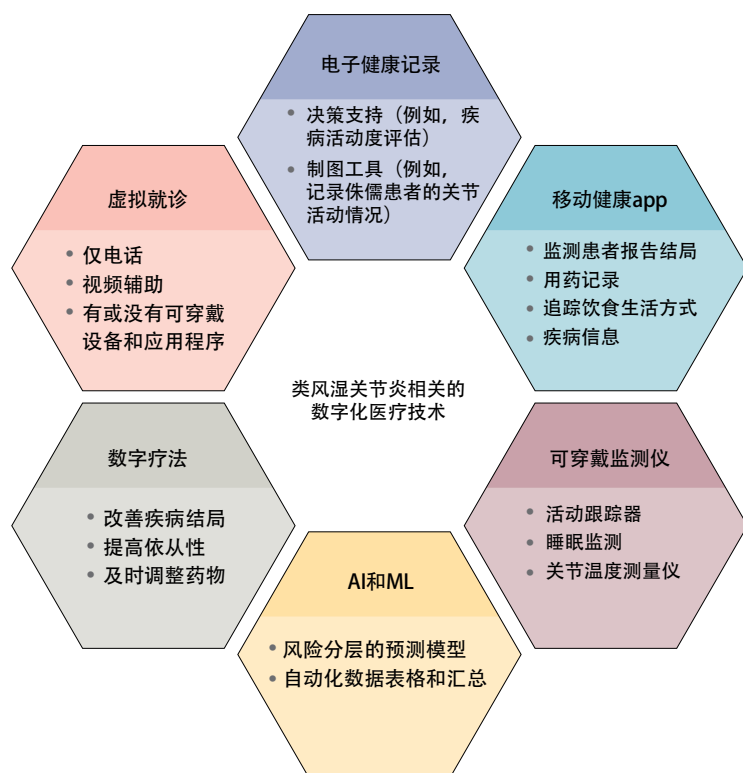 电子健康记录
• 决策支持（例如，疾
病活动度评估）
• 制图工具（例如，
记录侏儒患者的关节
活动情况）
虚拟就诊
• 仅电话
• 视频辅助
• 有或没有可穿戴
设备和应用程序
移动健康app
• 监测患者报告结局
• 用药记录
• 追踪饮食生活方式
• 疾病信息
类风湿关节炎相关的
数字化医疗技术
数字疗法
• 改善疾病结局
• 提高依从性
• 及时调整药物
可穿戴监测仪
• 活动跟踪器
• 睡眠监测
• 关节温度测量仪
AI和ML
• 风险分层的预测模型
• 自动化数据表格和汇总